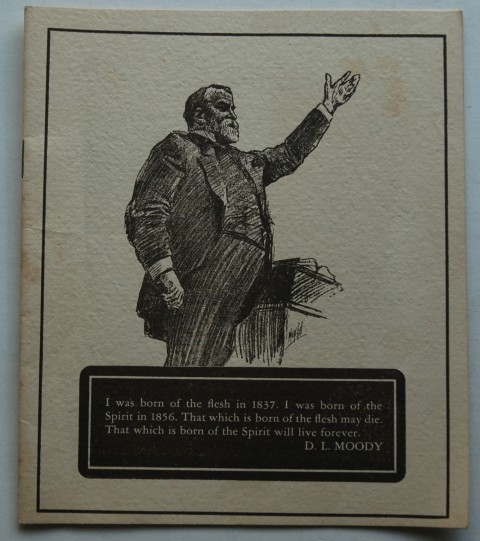 I was born of the flesh in 1837. I was born of the
Spirit in 1856. That which is born of the flesh may die.
That which is born of the Spirit will live forever.
D. L. MOODY